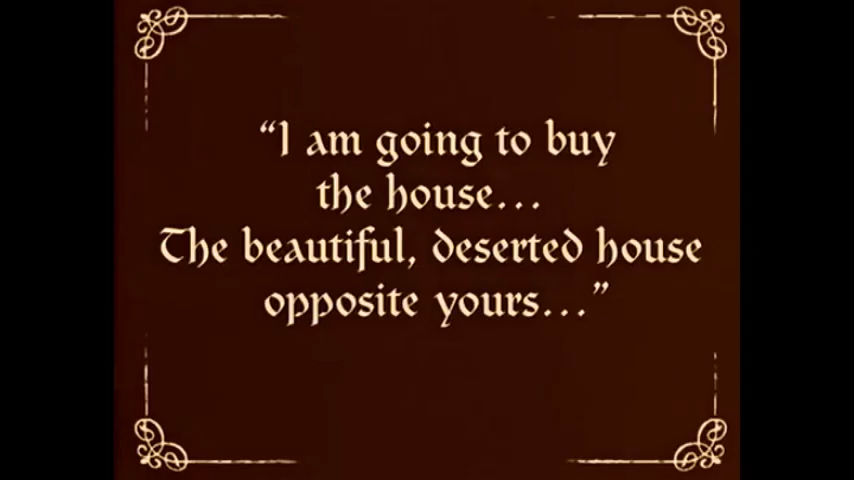 “I am going to buy
the house...
The beautiful, deserted house
opposite yours...”